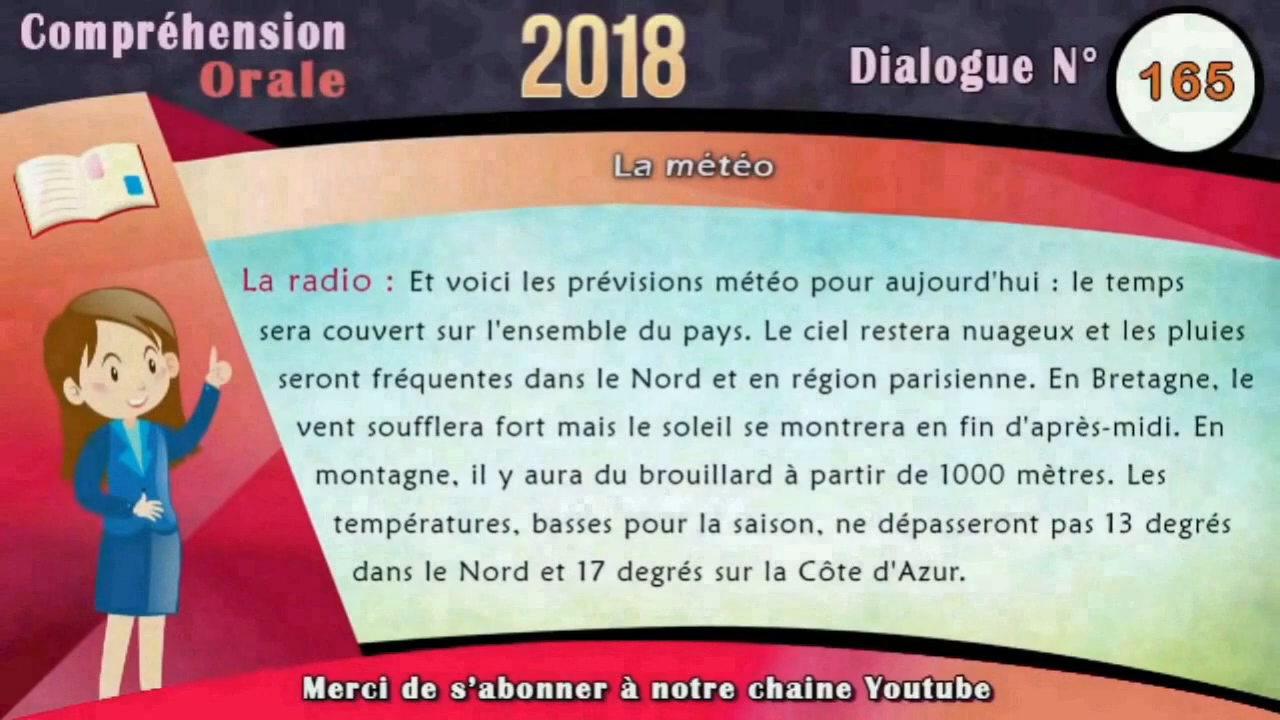 Compréhension
Orale
2018
Dialogue N°
165
La météo
La radio : Et voici les prévisions météo pour aujourd'hui : le temps
sera couvert sur l'ensemble du pays. Le ciel restera nuageux et les pluies
seront fréquentes dans le Nord et en région parisienne. En Bretagne, le
vent soufflera fort mais le soleil se montrera en fin d'après-midi. En
montagne, il y aura du brouillard à partir de 1000 mètres. Les
températures, basses pour la saison, ne dépasseront pas 13 degrés
dans le Nord et 17 degrés sur la Côte d'Azur.
Merci de s'abonner à notre chaine Youtube